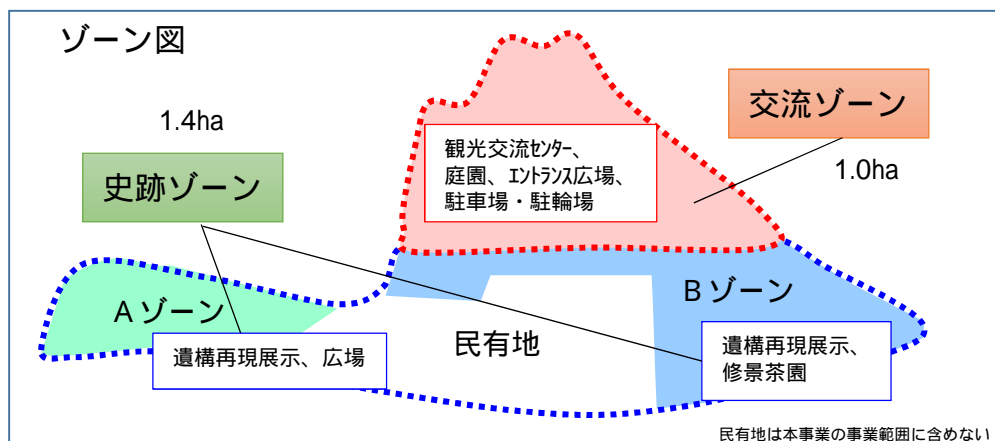 ゾーン図
1.4ha
史跡ゾーン
交流ゾーン
1.0ha
観光交流ｾﾝﾀｰ、
庭園、ｴﾝﾄﾗﾝｽ広場、
駐車場・駐輪場
Aゾーン
遺構再現展示、広場
民有地
Bゾーン
遺構再現展示、
修景茶園
民有地は本事業の事業範囲に含めない